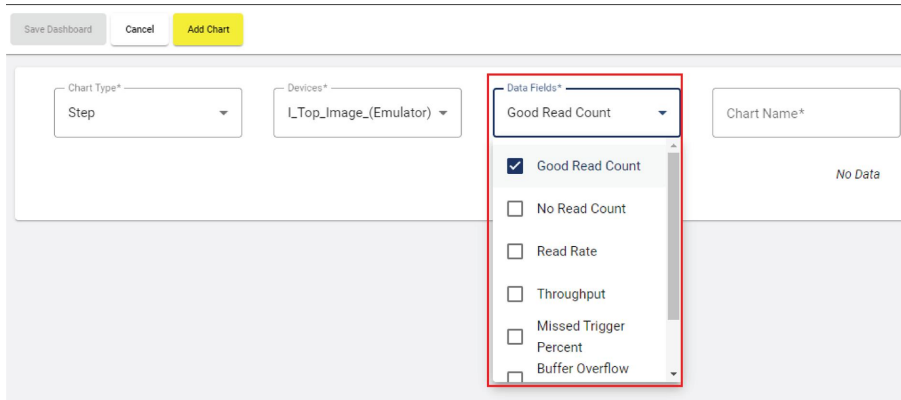 Save Dashboard Cancel Add Chart
Chart Type* Devices* Data Fields*
Step I_Top_Image_(Emulator) Good Read Count Chart Name*
Good Read Count
No Data
No Read Count
Read Rate
Throughput
Missed Trigger
Percent
Buffer Overflow